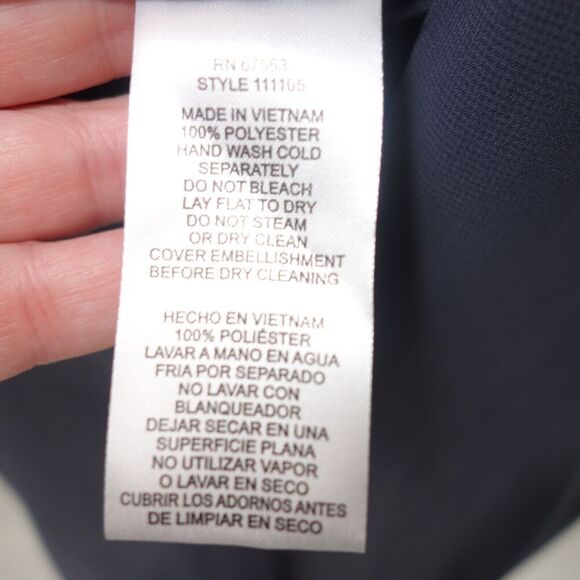 RN 67563
STYLE 111105
MADE IN VIETNAM
100% POLYESTER
HAND WASH COLD
SEPARATELY
DO NOT BLEACH
LAY FLAT TO DRY
DO NOT STEAM
OR DRY CLEAN
COVER EMBELLISHMENT
BEFORE DRY CLEANING
HECHO EN VIETNAM
100% POLIÉSTER
LAVAR A MANO EN AGUA
FRIA POR SEPARADO
NO LAVAR CON
BLANQUEADOR
DEJAR SECAR EN UNA
SUPERFICIE PLANA
NO UTILIZAR VAPOR
O LAVAR EN SECO
CUBRIR LOS ADORNOS ANTES
DE LIMPIAR EN SECO